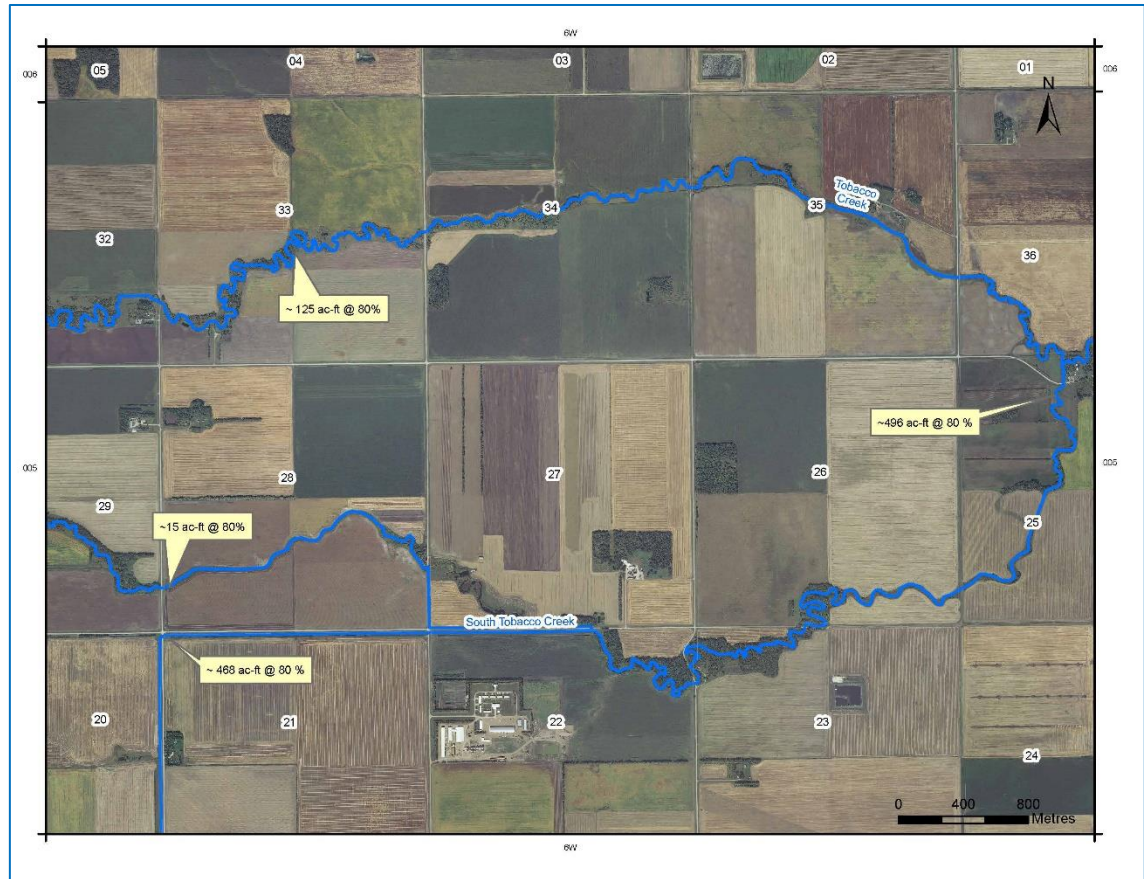 6W
05
04
03
02
01
006
006
N
Tobacco
Creek
33
34
35
32
36
~ 125 ac-ft @ 80%
~496 ac-ft @ 80 %
005
005
28
27
26
29
~15 ac-ft @ 80%
25
South Tobacco Creek
~ 468 ac-ft @ 80 %
20
21
22
23
24
0 400 800
Metres
6W